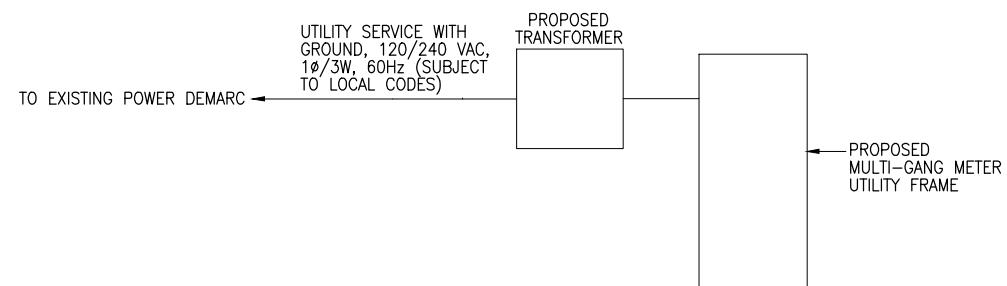 PROPOSED
TRANSFORMER
UTILITY SERVICE WITH
GROUND, 120/240 VAC,
1ø/3W, 60Hz (SUBJECT
TO LOCAL CODES)
TO EXISTING POWER DEMARC
PROPOSED
MULTI-GANG METER
UTILITY FRAME